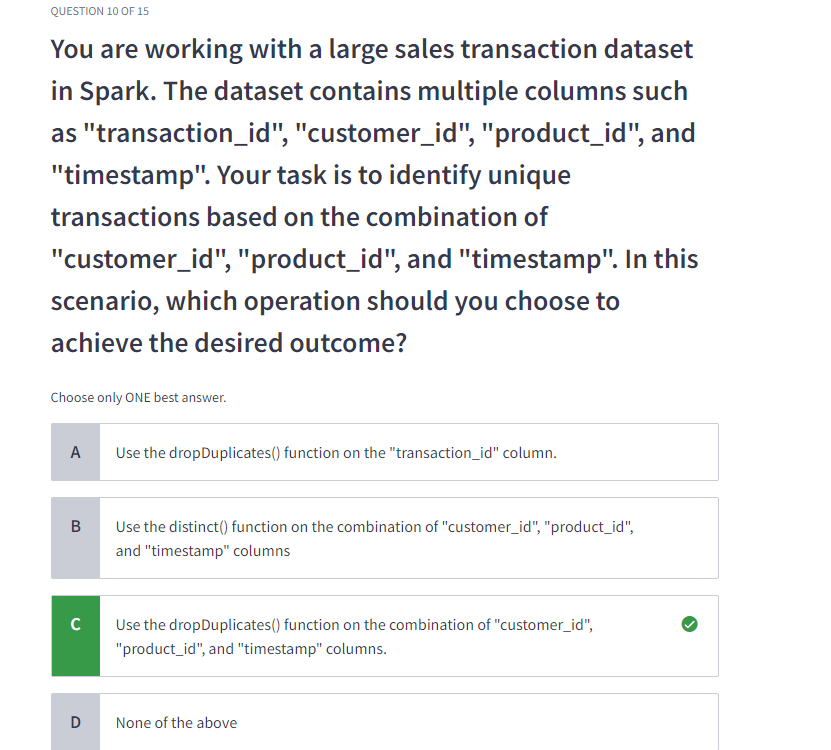 QUESTION 10 OF 15
You are working with a large sales transaction dataset
in Spark. The dataset contains multiple columns such
as "transaction_id", "customer_id", "product_id", and
"timestamp". Your task is to identify unique
transactions based on the combination of
"customer_id", "product_id", and "timestamp". In this
scenario, which operation should you choose to
achieve the desired outcome?
Choose only ONE best answer.
A Use the dropDuplicates() function on the "transaction_id" column.
B Use the distinct() function on the combination of "customer_id", "product_id",
and "timestamp" columns
C Use the dropDuplicates() function on the combination of "customer_id",
"product_id", and "timestamp" columns.
D None of the above